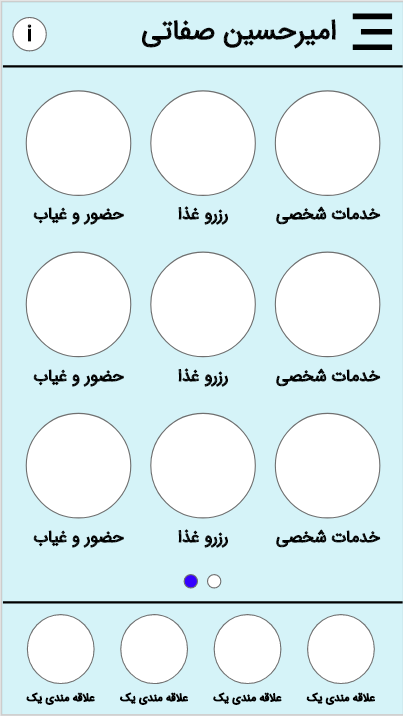 امیرحسین صفاتی
i
خدمات شخصی
رزرو غذا
حضور و غیاب
خدمات شخصی
رزرو غذا
حضور و غیاب
خدمات شخصی
رزرو غذا
حضور و غیاب
علاقه مندی یک
علاقه مندی یک
علاقه مندی یک
علاقه مندی یک